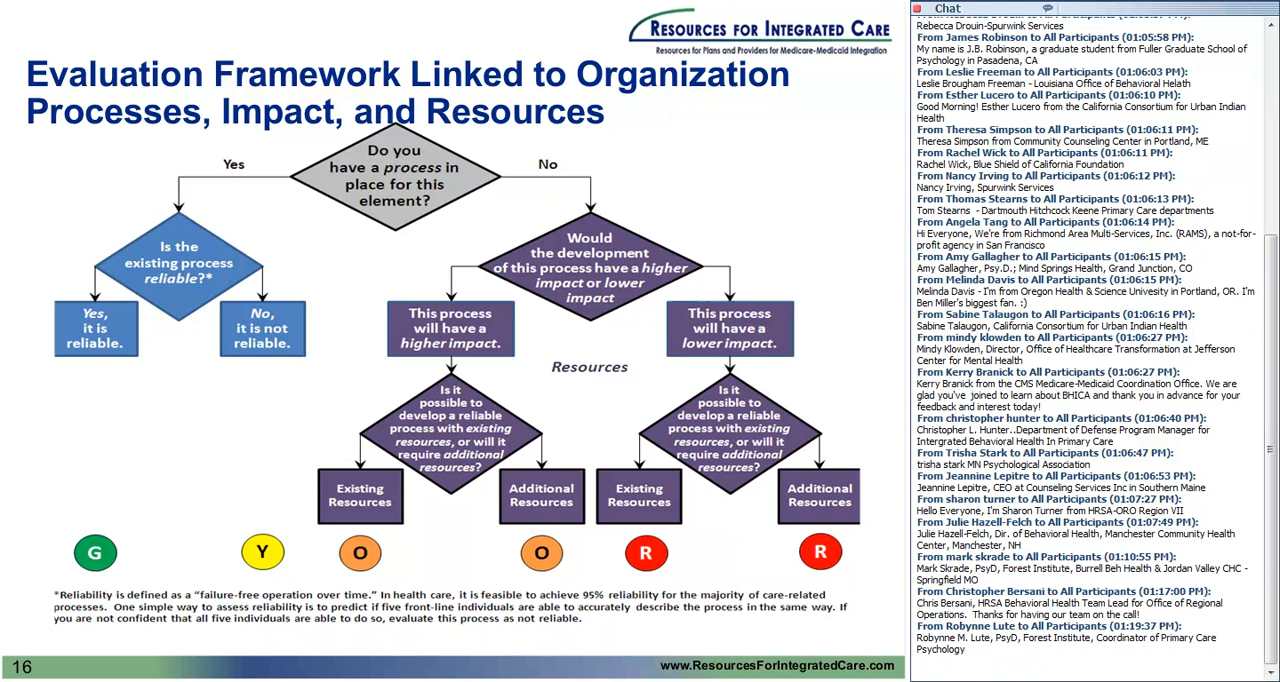 RESOURCES FOR INTEGRATED CARE
Resources for Plans and Providers for Medicare-Medicaid Integration
Evaluation Framework Linked to Organization
Processes, Impact, and Resources
Do you
have a process in
place for this
element?
Yes
No
Is the
existing process
reliable?*
Would
the development
of this process have a higher
impact or lower
impact
Yes,
it is
reliable.
No,
it is not
reliable.
This process
will have a
higher impact.
This process
will have a
lower impact.
Resources
Is it
possible to
develop a reliable
process with existing
resources, or will it
require additional
resources?
Is it
possible to
develop a reliable
process with existing
resources, or will it
require additional
resources?
Existing
Resources
Additional
Resources
Existing
Resources
Additional
Resources
G
Y
O
O
R
R
*Reliability is defined as a “failure-free operation over time.” In health care, it is feasible to achieve 95% reliability for the majority of care-related
processes. One simple way to assess reliability is to predict if five front-line individuals are able to accurately describe the process in the same way. If
you are not confident that all five individuals are able to do so, evaluate this process as not reliable.
16
www.ResourcesForIntegratedCare.com
Chat
Rebecca Drouin-Spurwink Services
From James Robinson to All Participants (01:05:58 PM):
My name is J.B. Robinson, a graduate student from Fuller Graduate School of
Psychology in Pasadena, CA
From Leslie Freeman to All Participants (01:06:03 PM):
Leslie Brougham Freeman - Louisiana Office of Behavioral Helath
From Esther Lucero to All Participants (01:06:10 PM):
Good Morning! Esther Lucero from the California Consortium for Urban Indian
Health
From Theresa Simpson to All Participants (01:06:11 PM):
Theresa Simpson from Community Counseling Center in Portland, ME
From Rachel Wick to All Participants (01:06:11 PM):
Rachel Wick, Blue Shield of California Foundation
From Nancy Irving to All Participants (01:06:12 PM):
Nancy Irving, Spurwink Services
From Thomas Stearns to All Participants (01:06:13 PM):
Tom Stearns - Dartmouth Hitchcock Keene Primary Care departments
From Angela Tang to All Participants (01:06:14 PM):
Hi Everyone, We're from Richmond Area Multi-Services, Inc. (RAMS), a not-for-
profit agency in San Francisco
From Amy Gallagher to All Participants (01:06:15 PM):
Amy Gallagher, Psy.D.; Mind Springs Health, Grand Junction, CO
From Melinda Davis to All Participants (01:06:15 PM):
Melinda Davis - I'm from Oregon Health & Science Univesity in Portland, OR. I'm
Ben Miller's biggest fan. :)
From Sabine Talaugon to All Participants (01:06:16 PM):
Sabine Talaugon, California Consortium for Urban Indian Health
From mindy klowden to All Participants (01:06:27 PM):
Mindy Klowden, Director, Office of Healthcare Transformation at Jefferson
Center for Mental Health
From Kerry Branick to All Participants (01:06:27 PM):
Kerry Branick from the CMS Medicare-Medicaid Coordination Office. We are
glad you've joined to learn about BHICA and thank you in advance for your
feedback and interest today!
From christopher hunter to All Participants (01:06:40 PM):
Christopher L. Hunter..Department of Defense Program Manager for
Intergrated Behavioral Health In Primary Care
From Trisha Stark to All Participants (01:06:47 PM):
trisha stark MN Psychological Association
From Jeannine Lepitre to All Participants (01:06:53 PM):
Jeannine Lepitre, CEO at Counseling Services Inc in Southern Maine
From sharon turner to All Participants (01:07:27 PM):
Hello Everyone, I'm Sharon Turner from HRSA-ORO Region VII
From Julie Hazell-Felch to All Participants (01:07:49 PM):
Julie Hazell-Felch, Dir. of Behavioral Health, Manchester Community Health
Center, Manchester, NH
From mark skrade to All Participants (01:10:55 PM):
Mark Skrade, PsyD, Forest Institute, Burrell Beh Health & Jordan Valley CHC -
Springfield MO
From Christopher Bersani to All Participants (01:17:00 PM):
Chris Bersani, HRSA Behavioral Health Team Lead for Office of Regional
Operations. Thanks for having our team on the call!
From Robynne Lute to All Participants (01:19:37 PM):
Robynne M. Lute, PsyD, Forest Institute, Coordinator of Primary Care
Psychology